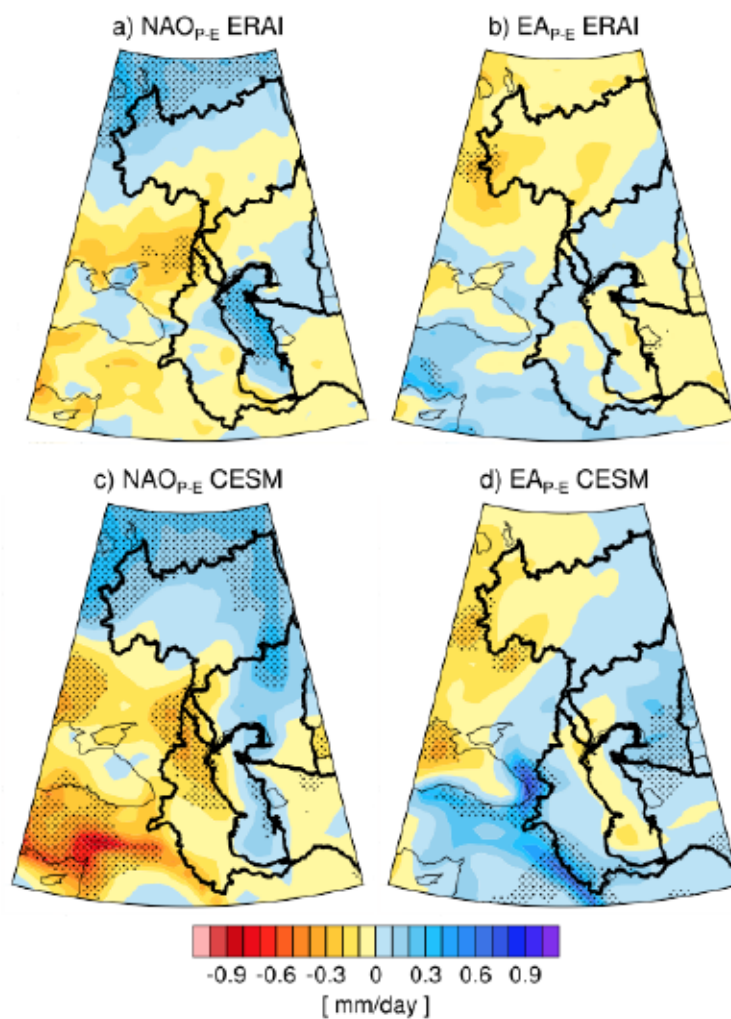 a) NAOP-E ERAI
b) EAP-E ERAI
c) NAOP-E CESM
d) EAP-E CESM
-0.9 -0.6 -0.3 0 0.3 0.6 0.9
[ mm/day ]